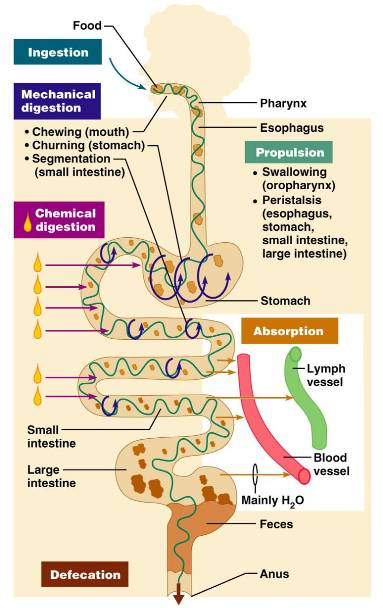 Food
Ingestion
Mechanical
digestion
• Chewing (mouth)
• Churning (stomach)
• Segmentation
(small intestine)
Pharynx
Esophagus
Propulsion
• Swallowing
(oropharynx)
• Peristalsis
(esophagus,
stomach,
small intestine,
large intestine)
Chemical
digestion
Stomach
Absorption
Lymph
vessel
Small
intestine
Blood
vessel
Large
intestine
Mainly H₂O
Feces
Defecation
Anus